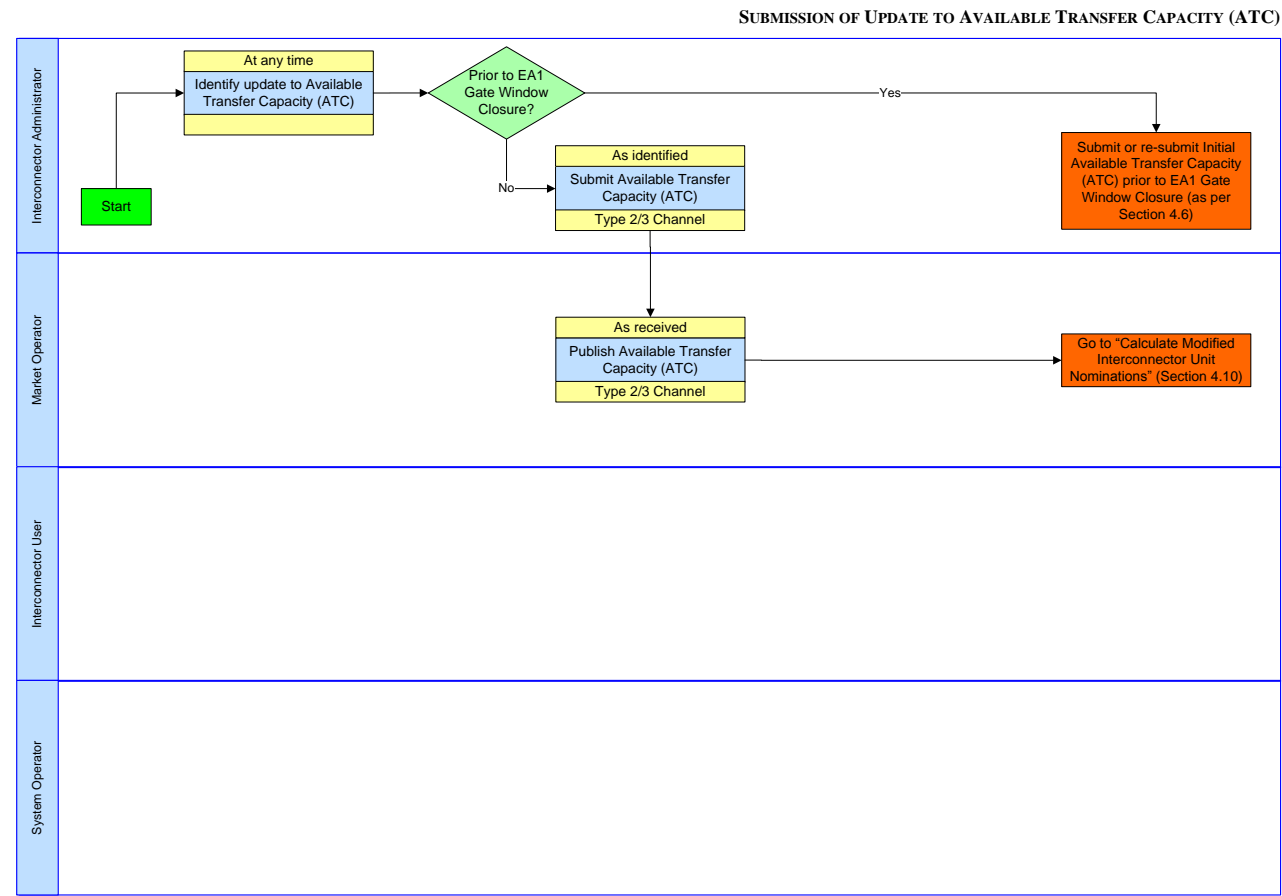 SUBMISSION OF UPDATE TO AVAILABLE TRANSFER CAPACITY (ATC)
Interconnector Administrator
Start
At any time
Identify update to Available
Transfer Capacity (ATC)
Prior to EA1
Gate Window
Closure?
Yes
No
As identified
Submit Available Transfer
Capacity (ATC)
Type 2/3 Channel
Submit or re-submit Initial
Available Transfer Capacity
(ATC) prior to EA1 Gate
Window Closure (as per
Section 4.6)
Market Operator
As received
Publish Available Transfer
Capacity (ATC)
Type 2/3 Channel
Go to “Calculate Modified
Interconnector Unit
Nominations” (Section 4.10)
Interconnector User
System Operator